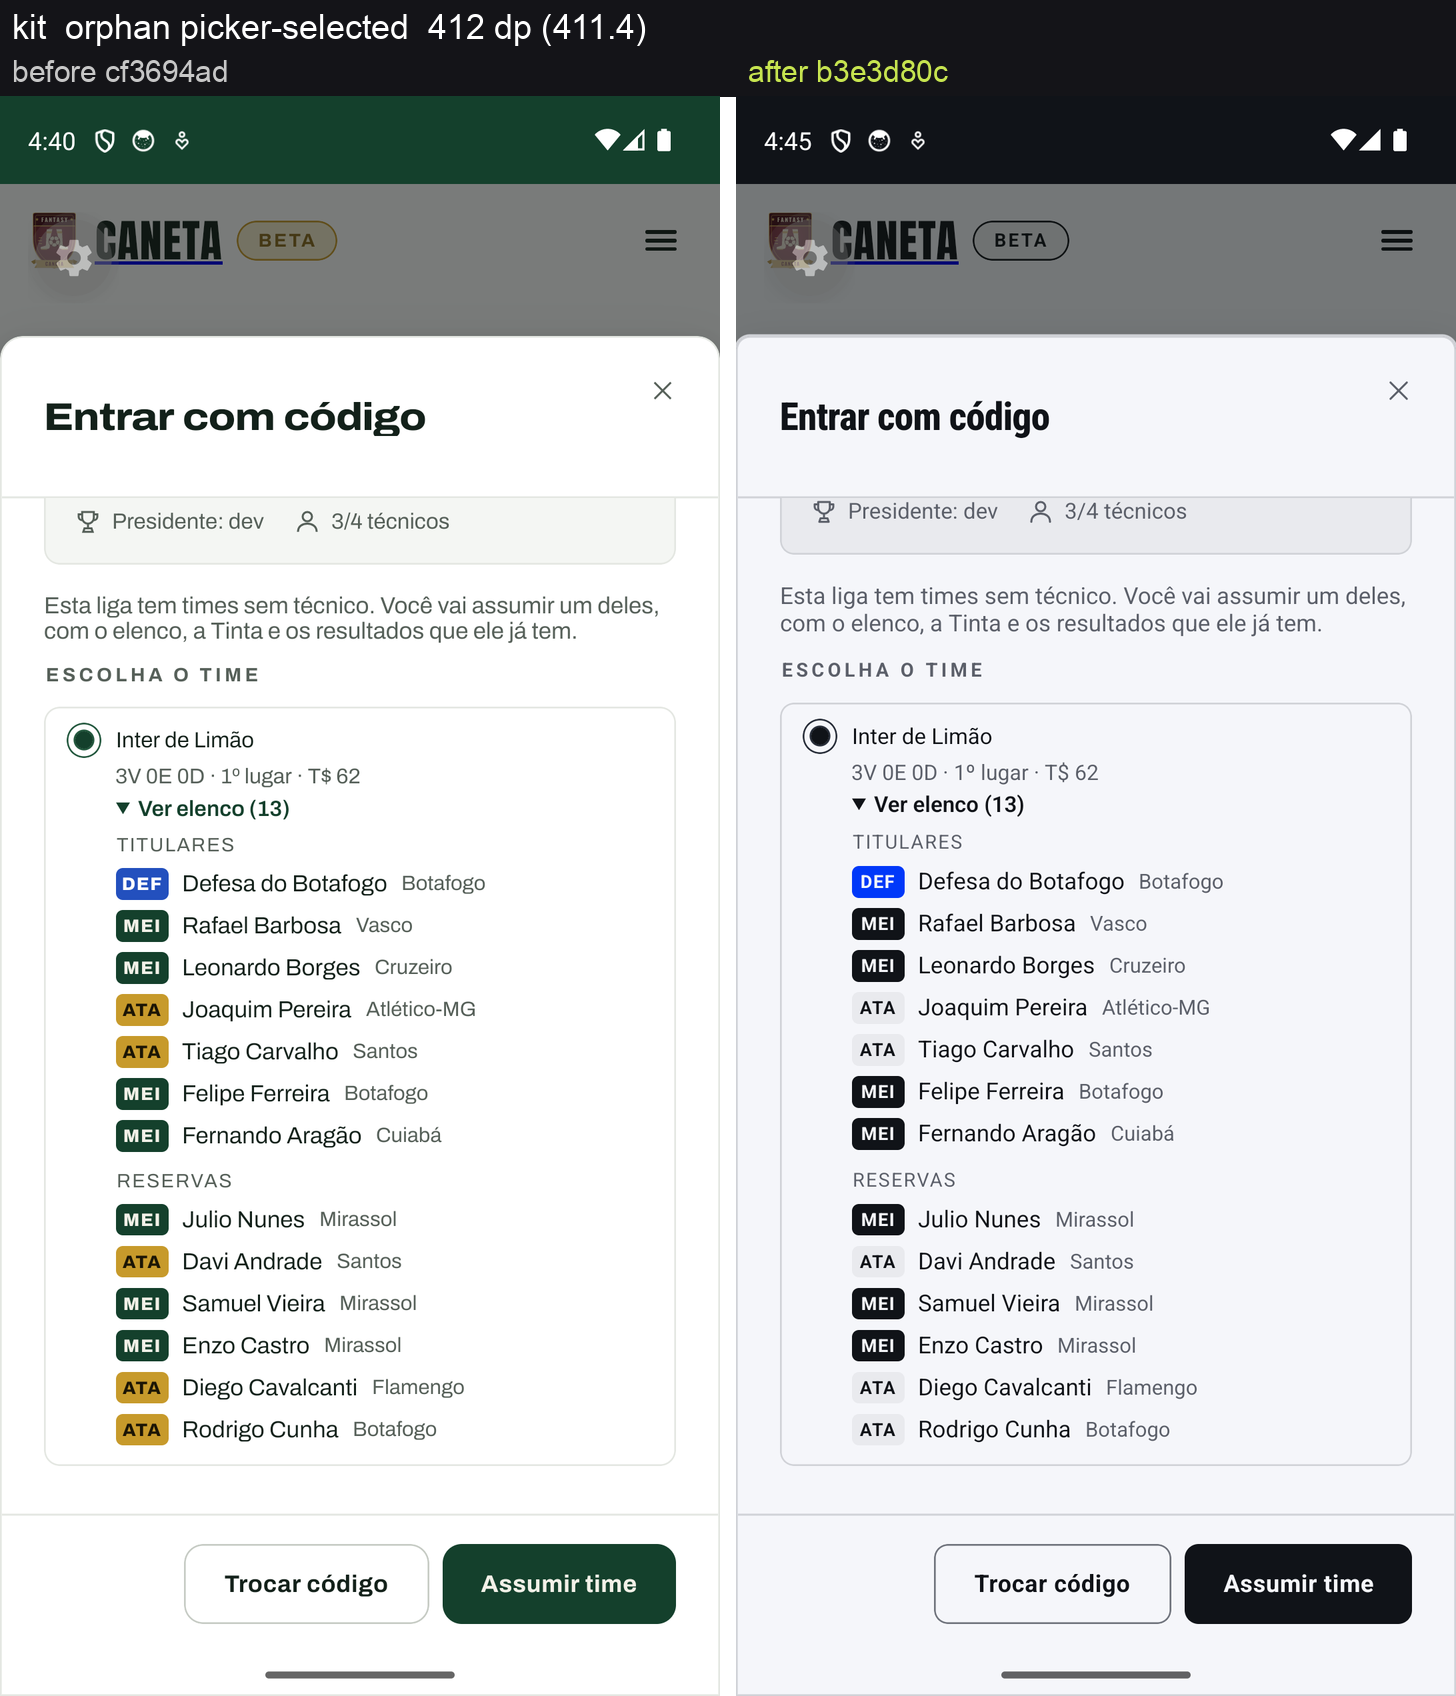 kit orphan picker-selected 412 dp (411.4)
before cf3694ad
4:40
FANTASY
CANETA
BETA
Entrar com código
Presidente: dev 3/4 técnicos
Esta liga tem times sem técnico. Você vai assumir um deles,
com o elenco, a Tinta e os resultados que ele já tem.
ESCOLHA O TIME
Inter de Limão
3V 0E 0D · 1º lugar · T$ 62
Ver elenco (13)
TITULARES
DEF Defesa do Botafogo Botafogo
MEI Rafael Barbosa Vasco
MEI Leonardo Borges Cruzeiro
ATA Joaquim Pereira Atlético-MG
ATA Tiago Carvalho Santos
MEI Felipe Ferreira Botafogo
MEI Fernando Aragão Cuiabá
RESERVAS
MEI Julio Nunes Mirassol
ATA Davi Andrade Santos
MEI Samuel Vieira Mirassol
MEI Enzo Castro Mirassol
ATA Diego Cavalcanti Flamengo
ATA Rodrigo Cunha Botafogo
Trocar código Assumir time
after b3e3d80c
4:45
FANTASY
CANETA
BETA
Entrar com código
Presidente: dev 3/4 técnicos
Esta liga tem times sem técnico. Você vai assumir um deles,
com o elenco, a Tinta e os resultados que ele já tem.
ESCOLHA O TIME
Inter de Limão
3V 0E 0D · 1º lugar · T$ 62
Ver elenco (13)
TITULARES
DEF Defesa do Botafogo Botafogo
MEI Rafael Barbosa Vasco
MEI Leonardo Borges Cruzeiro
ATA Joaquim Pereira Atlético-MG
ATA Tiago Carvalho Santos
MEI Felipe Ferreira Botafogo
MEI Fernando Aragão Cuiabá
RESERVAS
MEI Julio Nunes Mirassol
ATA Davi Andrade Santos
MEI Samuel Vieira Mirassol
MEI Enzo Castro Mirassol
ATA Diego Cavalcanti Flamengo
ATA Rodrigo Cunha Botafogo
Trocar código Assumir time